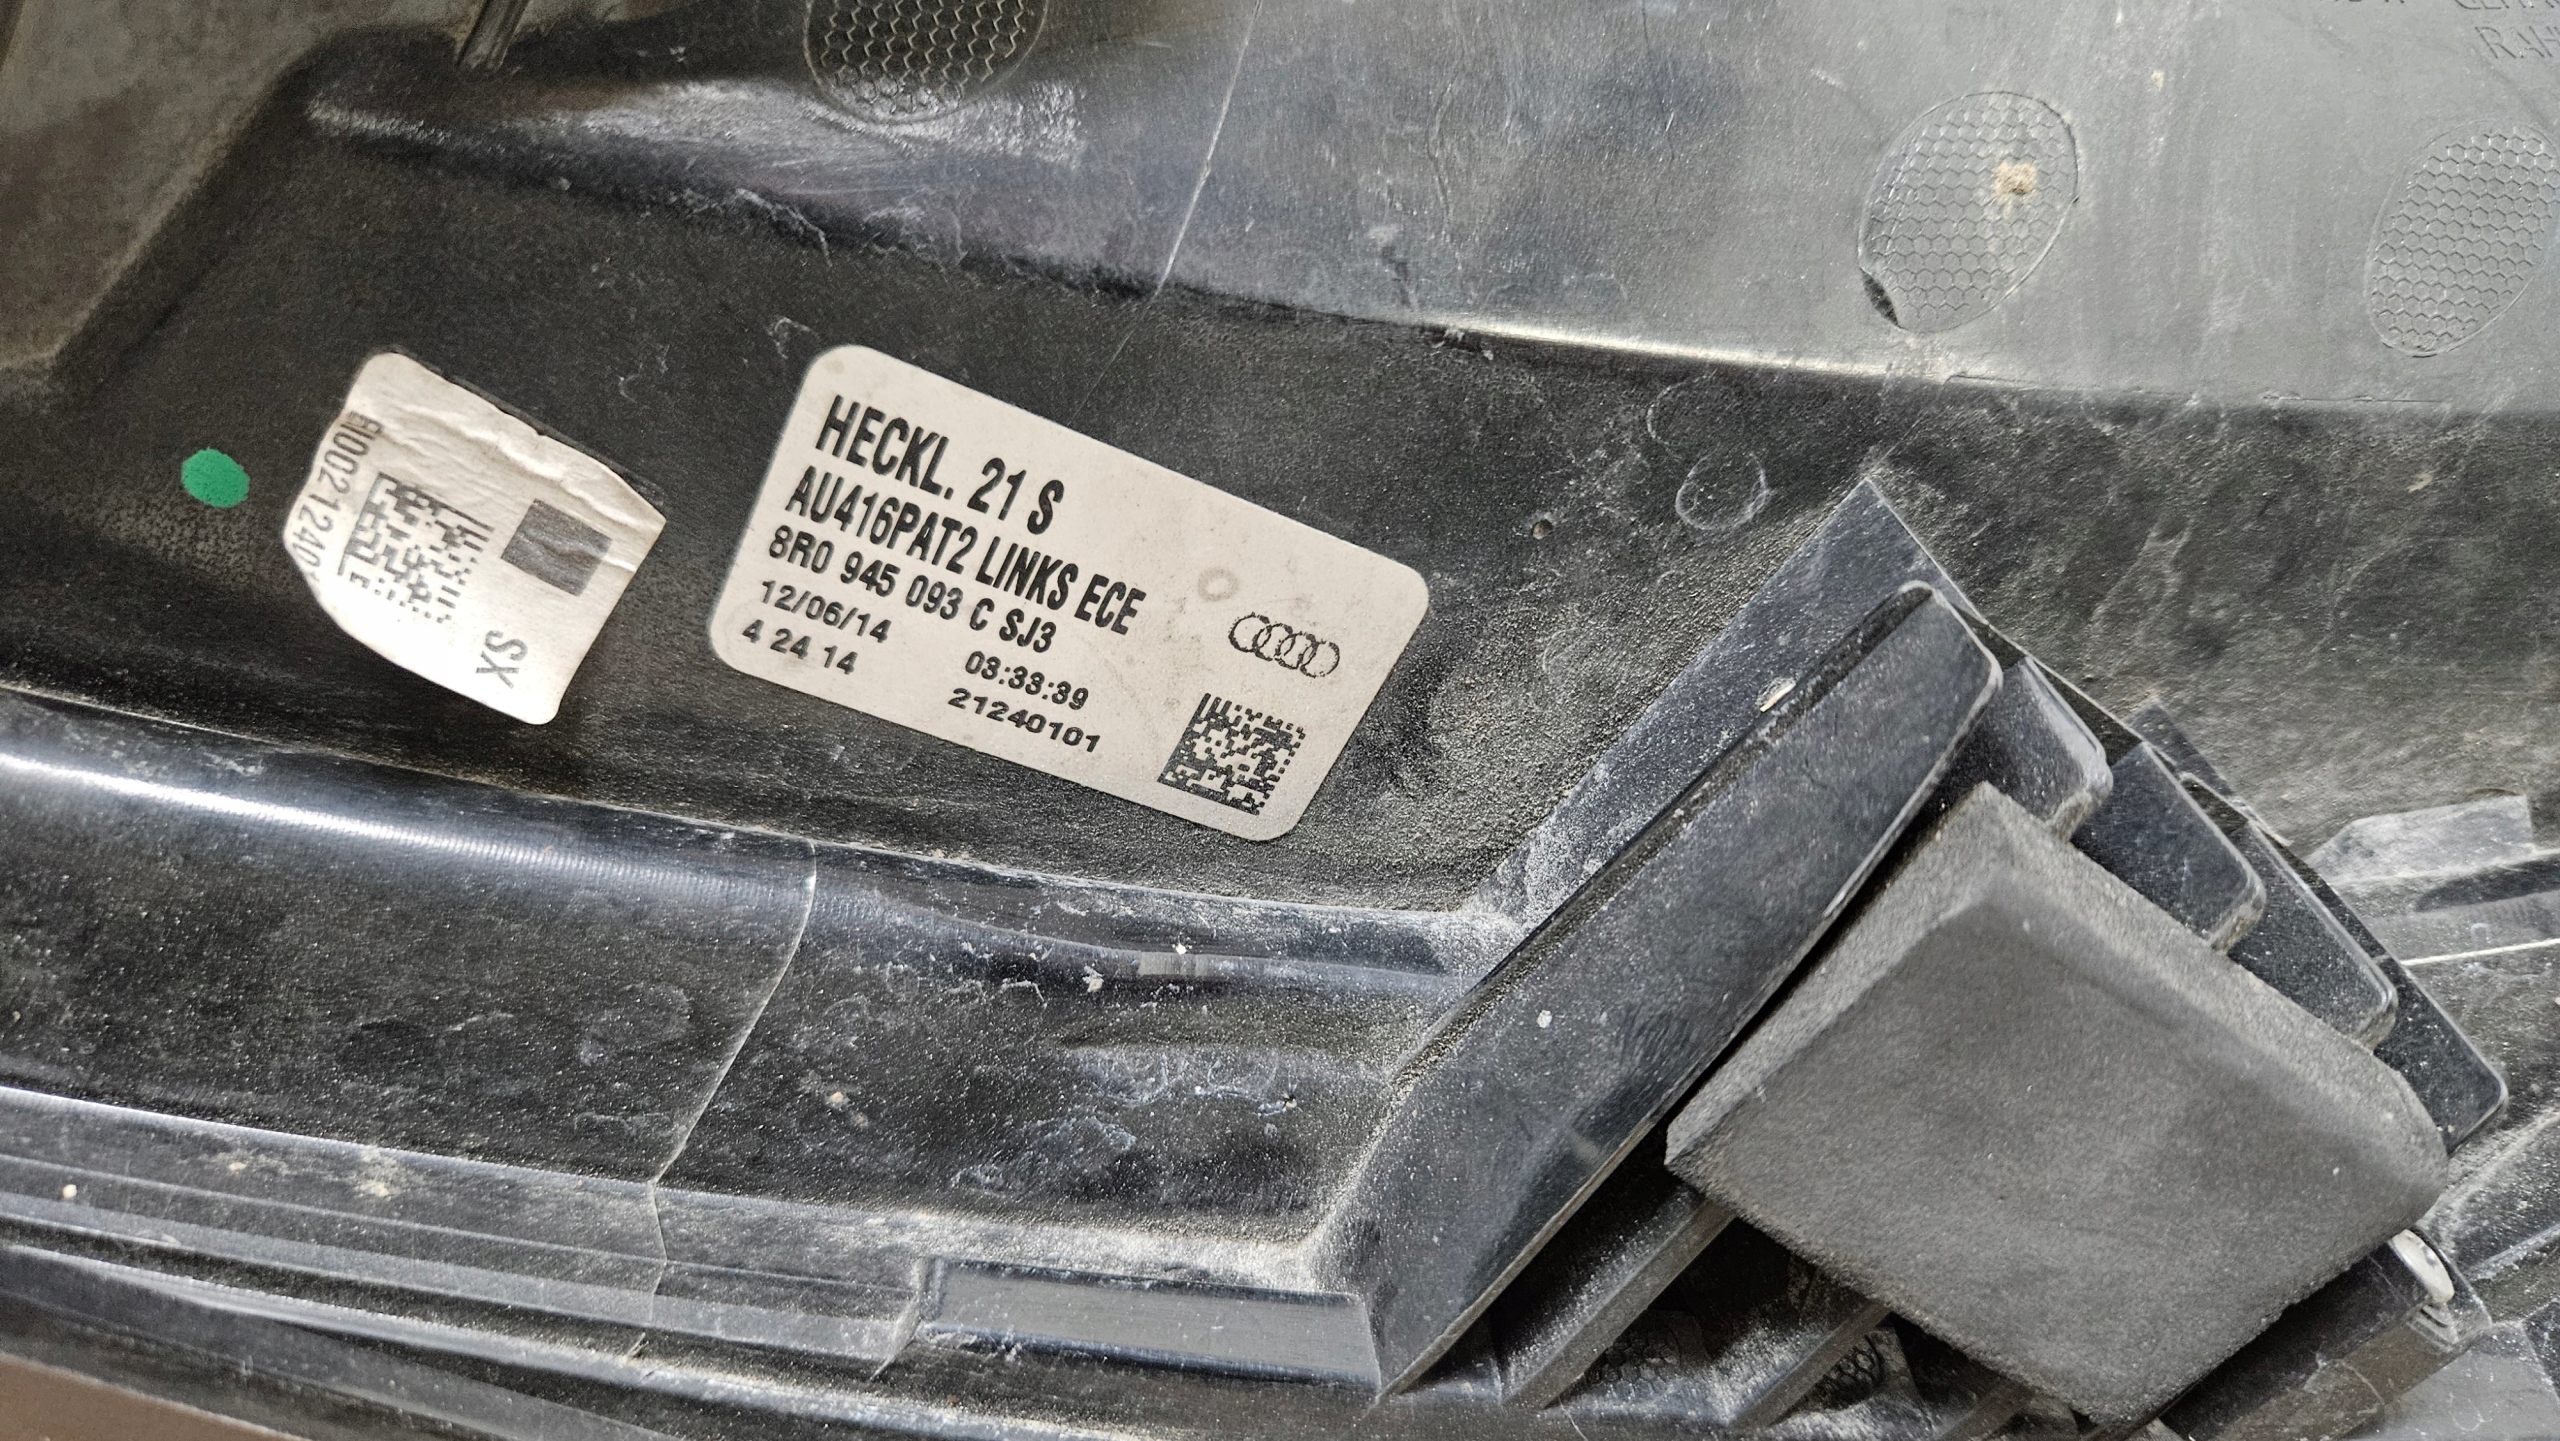 HECKL. 21 S
AU416PAT2 LINKS ECE
8R0 945 093 C SJ3
12/06/14 03:33:39
4 24 14 21240101
SX